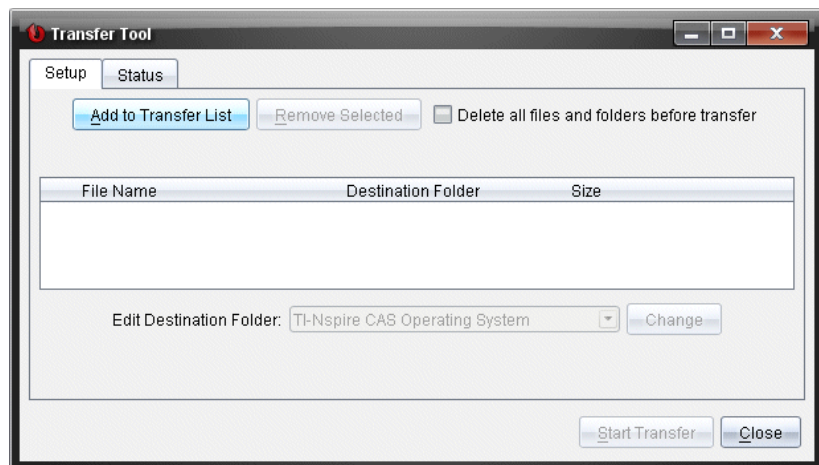 Transfer Tool
Setup Status
Add to Transfer List Remove Selected Delete all files and folders before transfer
File Name Destination Folder Size
Edit Destination Folder: TI-Nspire CAS Operating System Change
Start Transfer Close